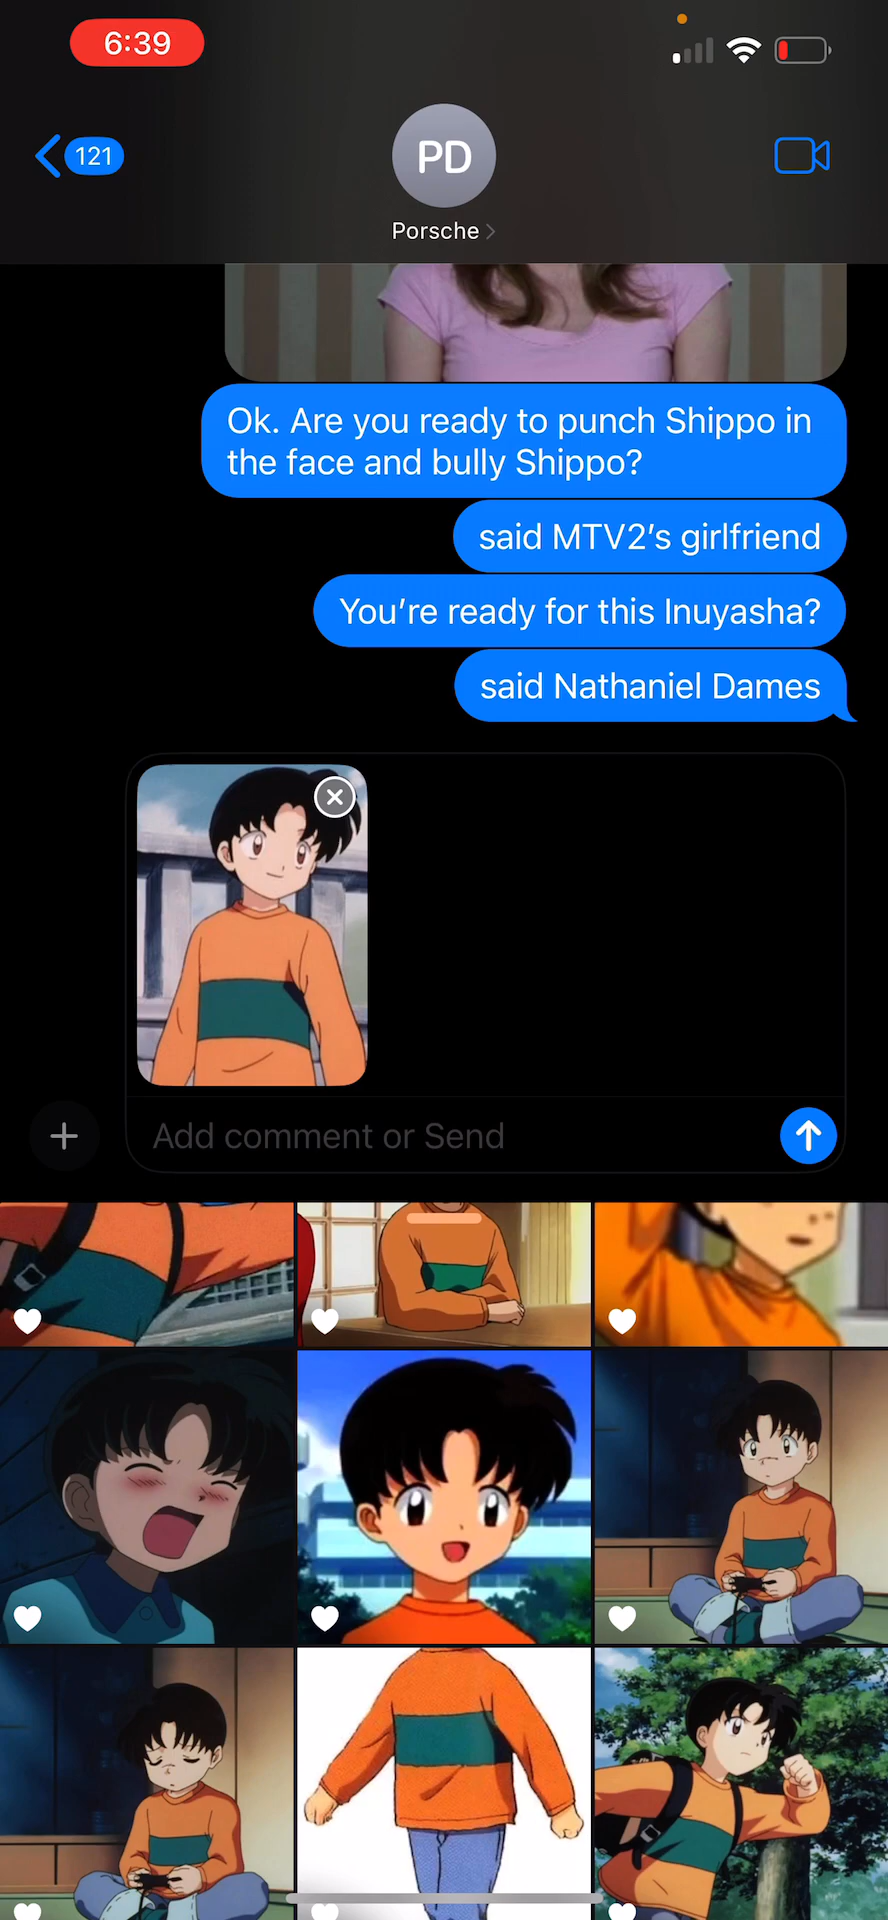 6:39
121
PD
Porsche
Ok. Are you ready to punch Shippo in
the face and bully Shippo?
said MTV2’s girlfriend
You’re ready for this Inuyasha?
said Nathaniel Dames
Add comment or Send